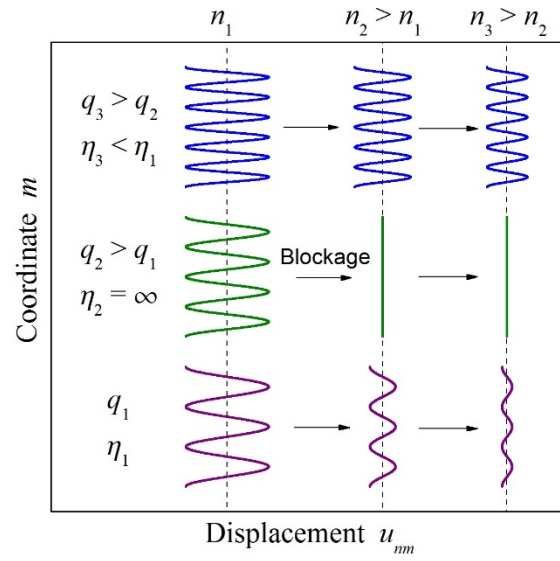 n₁ n₂ > n₁ n₃ > n₂
q₃ > q₂
η₃ < η₁
q₂ > q₁
η₂ = ∞
Blockage
q₁
η₁
Coordinate m
Displacement uₙₘ